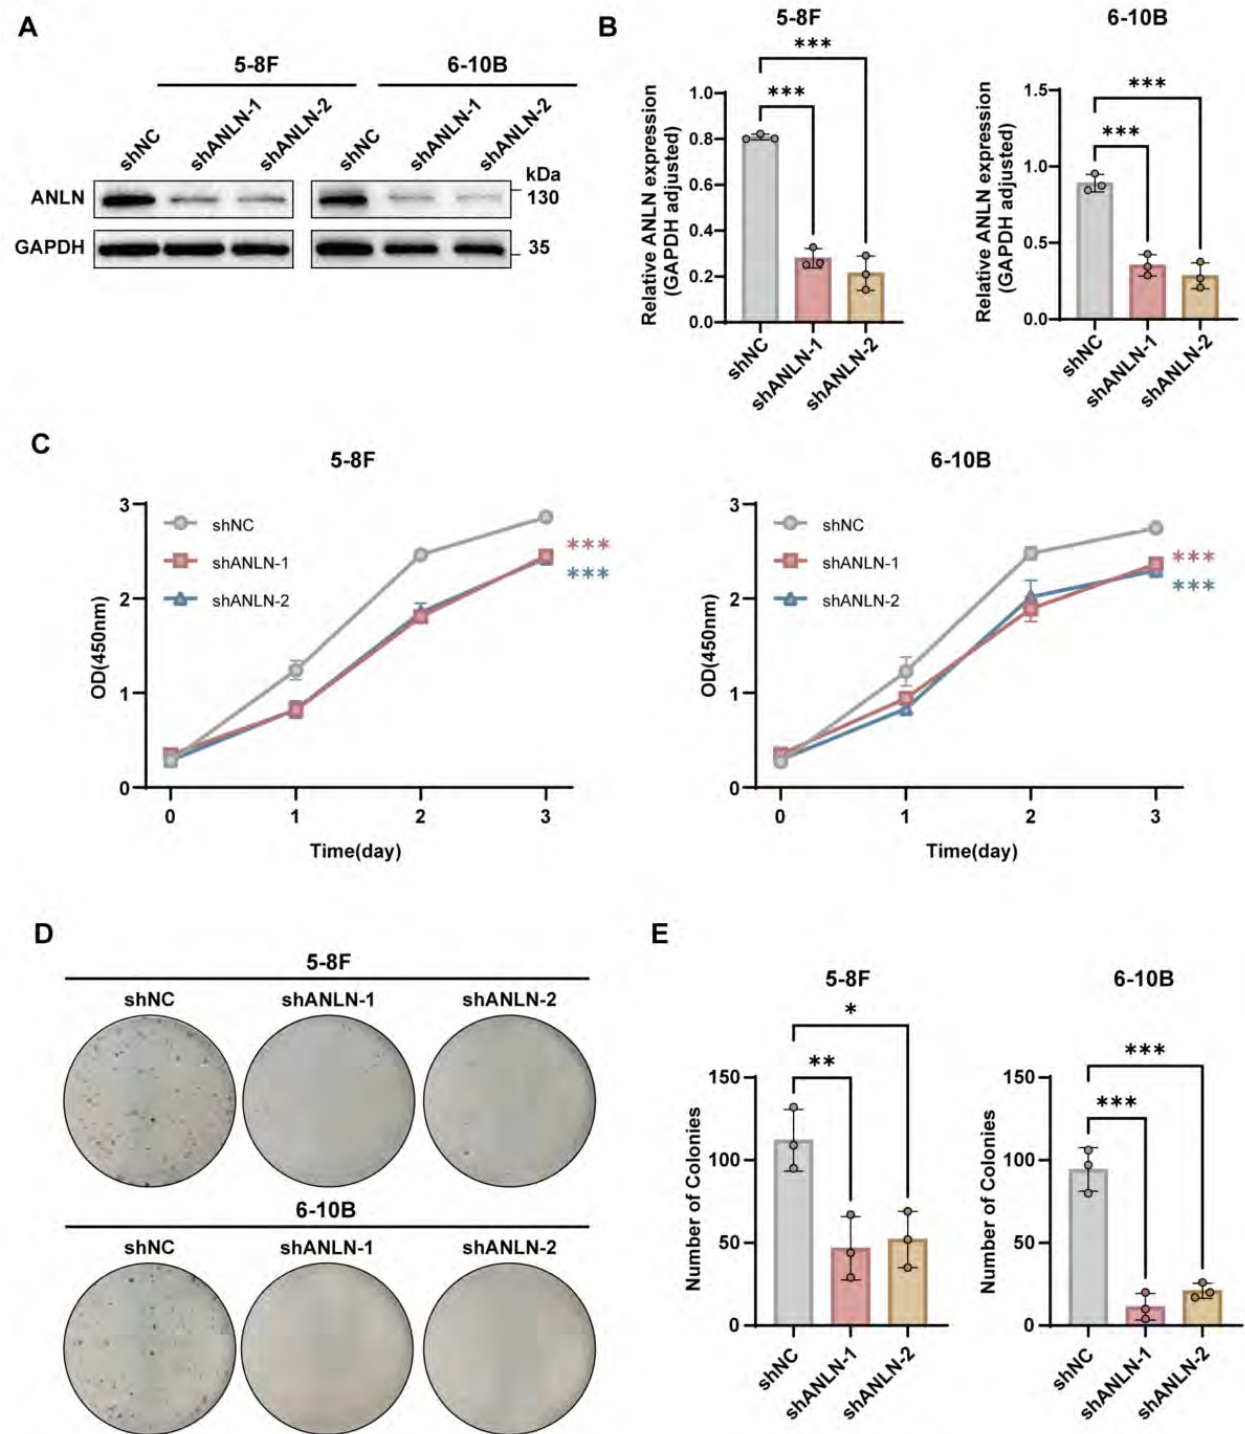 A
5-8F
6-10B
shNC
shANLN-1
shANLN-2
shNC
shANLN-1
shANLN-2
kDa
ANLN
130
GAPDH
35
B
5-8F
***
***
Relative ANLN expression
(GAPDH adjusted)
1.0
0.8
0.6
0.4
0.2
0.0
shNC
shANLN-1
shANLN-2
6-10B
***
***
Relative ANLN expression
(GAPDH adjusted)
1.5
1.0
0.5
0.0
shNC
shANLN-1
shANLN-2
C
5-8F
OD(450nm)
3
2
1
0
shNC
shANLN-1
shANLN-2
***
***
0 1 2 3
Time(day)
6-10B
OD(450nm)
3
2
1
0
shNC
shANLN-1
shANLN-2
***
***
0 1 2 3
Time(day)
D
5-8F
shNC shANLN-1 shANLN-2
6-10B
shNC shANLN-1 shANLN-2
E
5-8F
*
**
Number of Colonies
150
100
50
0
shNC
shANLN-1
shANLN-2
6-10B
***
***
Number of Colonies
150
100
50
0
shNC
shANLN-1
shANLN-2